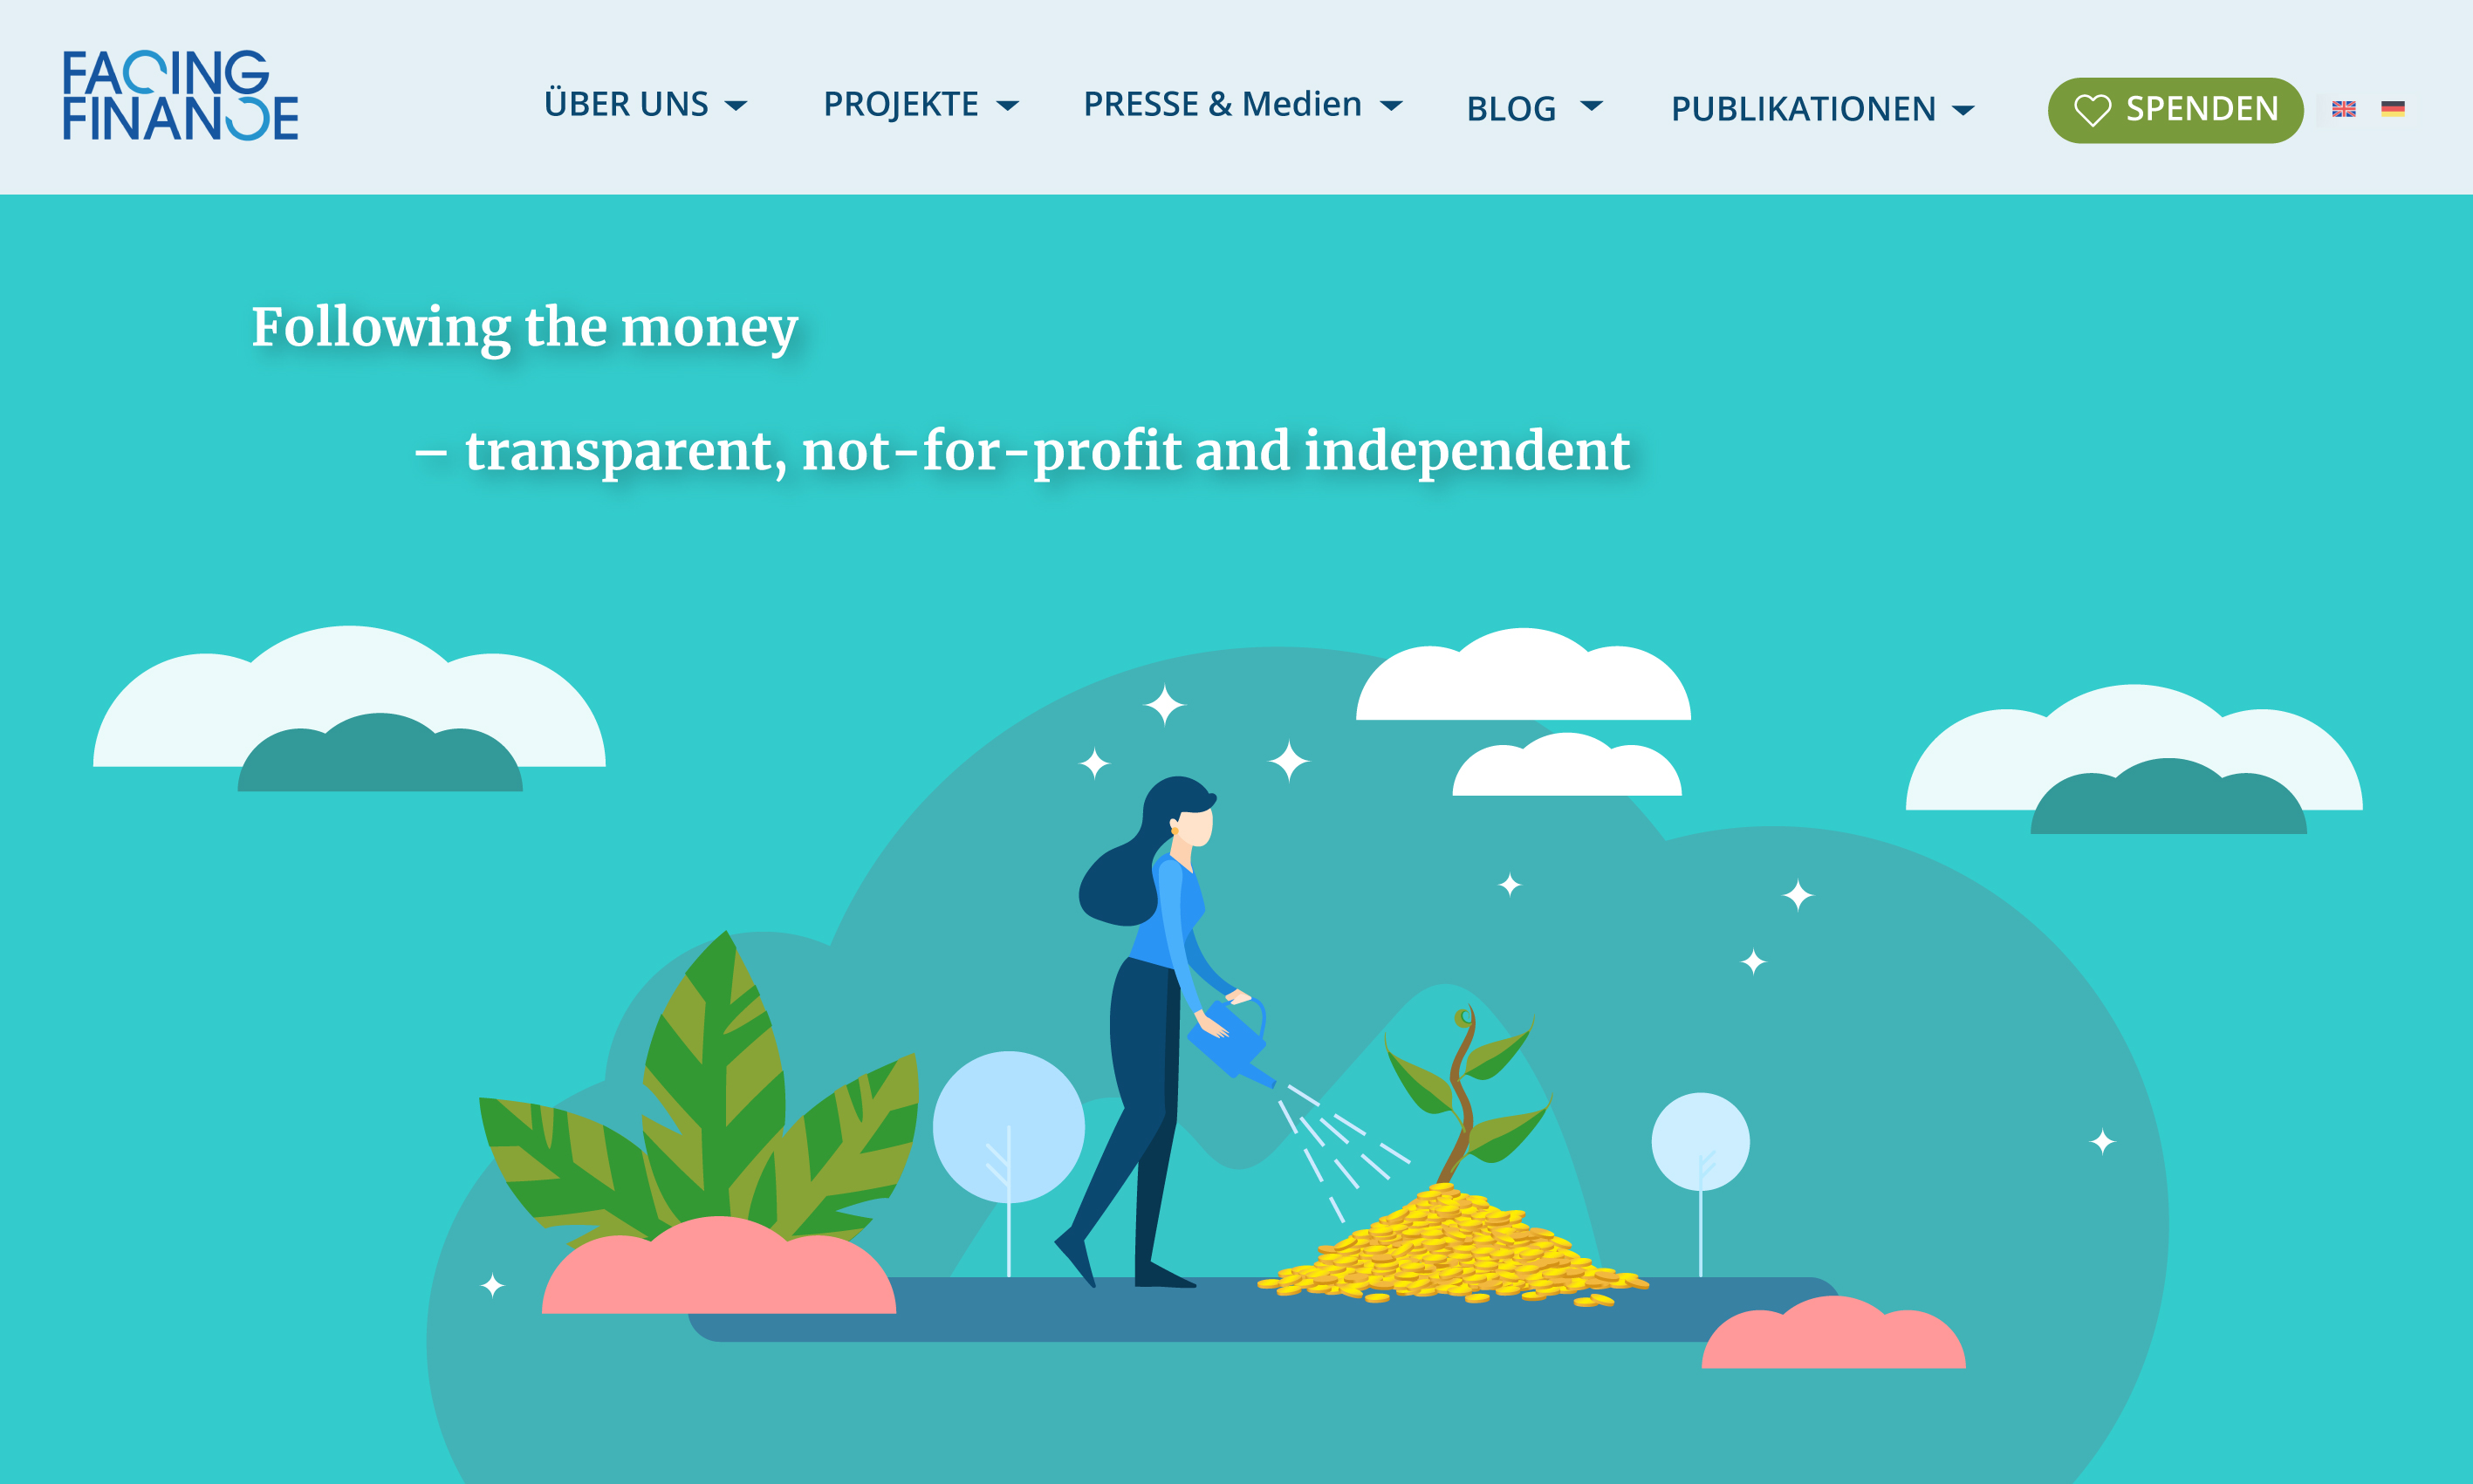 FACING
FINANCE
ÜBER UNS
PROJEKTE
PRESSE & Medien
BLOG
PUBLIKATIONEN
SPENDEN
Following the money
– transparent, not-for-profit and independent